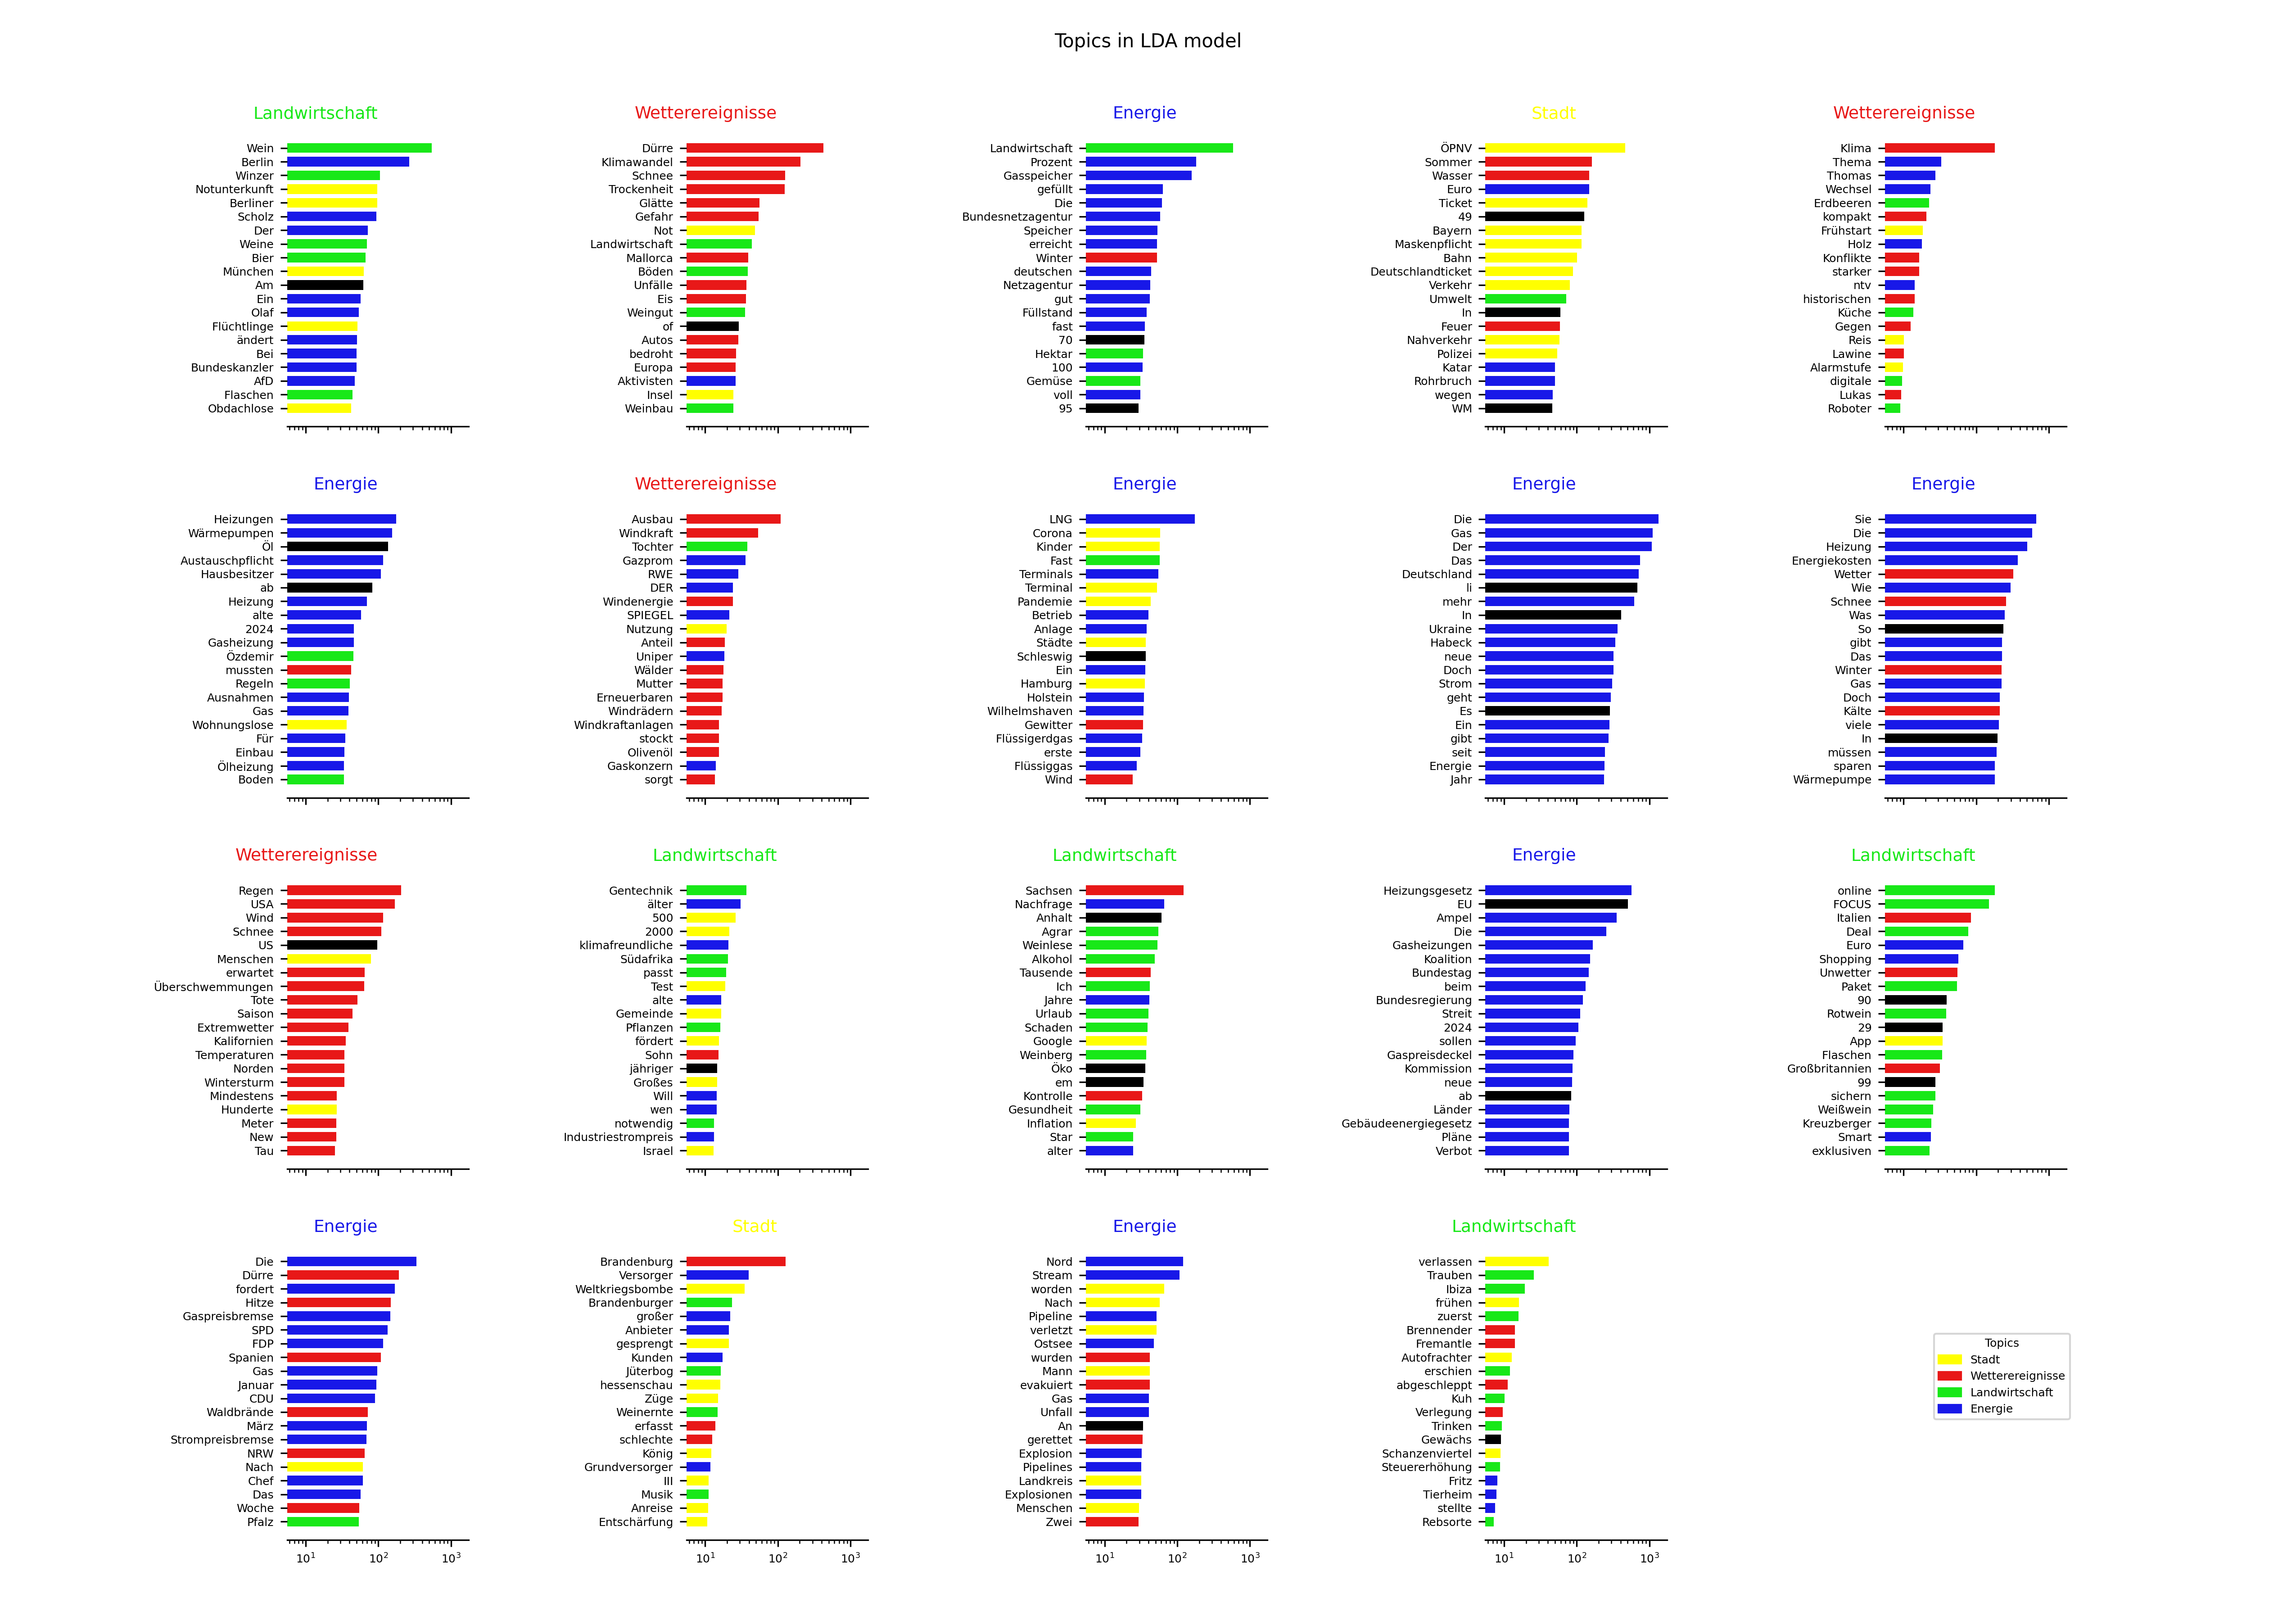 Topics in LDA model
Landwirtschaft
Wein
Berlin
Winzer
Notunterkunft
Berliner
Scholz
Der
Weine
Bier
München
Am
Ein
Olaf
Flüchtlinge
ändert
Bei
Bundeskanzler
AfD
Flaschen
Obdachlose
Wetterereignisse
Dürre
Klimawandel
Schnee
Trockenheit
Glätte
Gefahr
Not
Landwirtschaft
Mallorca
Böden
Unfälle
Eis
Weingut
of
Autos
bedroht
Europa
Aktivisten
Insel
Weinbau
Energie
Landwirtschaft
Prozent
Gasspeicher
gefüllt
Die
Bundesnetzagentur
Speicher
erreicht
Winter
deutschen
Netzagentur
gut
Füllstand
fast
70
Hektar
100
Gemüse
voll
95
Stadt
ÖPNV
Sommer
Wasser
Euro
Ticket
49
Bayern
Maskenpflicht
Bahn
Deutschlandticket
Verkehr
Umwelt
In
Feuer
Nahverkehr
Polizei
Katar
Rohrbruch
wegen
WM
Wetterereignisse
Klima
Thema
Thomas
Wechsel
Erdbeeren
kompakt
Frühstart
Holz
Konflikte
starker
ntv
historischen
Küche
Gegen
Reis
Lawine
Alarmstufe
digitale
Lukas
Roboter
Energie
Heizungen
Wärmepumpen
Öl
Austauschpflicht
Hausbesitzer
ab
Heizung
alte
2024
Gasheizung
Özdemir
mussten
Regeln
Ausnahmen
Gas
Wohnungslose
Für
Einbau
Ölheizung
Boden
Wetterereignisse
Ausbau
Windkraft
Tochter
Gazprom
RWE
DER
Windenergie
SPIEGEL
Nutzung
Anteil
Uniper
Wälder
Mutter
Erneuerbaren
Windrädern
Windkraftanlagen
stockt
Olivenöl
Gaskonzern
sorgt
Energie
LNG
Corona
Kinder
Fast
Terminals
Terminal
Pandemie
Betrieb
Anlage
Städte
Schleswig
Ein
Hamburg
Holstein
Wilhelmshaven
Gewitter
Flüssigerdgas
erste
Flüssiggas
Wind
Energie
Die
Gas
Der
Das
Deutschland
li
mehr
In
Ukraine
Habeck
neue
Doch
Strom
geht
Es
Ein
gibt
seit
Energie
Jahr
Energie
Sie
Die
Heizung
Energiekosten
Wetter
Wie
Schnee
Was
So
gibt
Das
Winter
Gas
Doch
Kälte
viele
In
müssen
sparen
Wärmepumpe
Wetterereignisse
Regen
USA
Wind
Schnee
US
Menschen
erwartet
Überschwemmungen
Tote
Saison
Extremwetter
Kalifornien
Temperaturen
Norden
Wintersturm
Mindestens
Hunderte
Meter
New
Tau
Landwirtschaft
Gentechnik
älter
500
2000
klimafreundliche
Südafrika
passt
Test
alte
Gemeinde
Pflanzen
fördert
Sohn
jähriger
Großes
Will
wen
notwendig
Industriestrompreis
Israel
Landwirtschaft
Sachsen
Nachfrage
Anhalt
Agrar
Weinlese
Alkohol
Tausende
Ich
Jahre
Urlaub
Schaden
Google
Weinberg
Öko
em
Kontrolle
Gesundheit
Inflation
Star
alter
Energie
Heizungsgesetz
EU
Ampel
Die
Gasheizungen
Koalition
Bundestag
beim
Bundesregierung
Streit
2024
sollen
Gaspreisdeckel
Kommission
neue
ab
Länder
Gebäudeenergiegesetz
Pläne
Verbot
Landwirtschaft
online
FOCUS
Italien
Deal
Euro
Shopping
Unwetter
Paket
90
Rotwein
29
App
Flaschen
Großbritannien
99
sichern
Weißwein
Kreuzberger
Smart
exklusiven
Energie
Die
Dürre
fordert
Hitze
Gaspreisbremse
SPD
FDP
Spanien
Gas
Januar
CDU
Waldbrände
März
Strompreisbremse
NRW
Nach
Chef
Das
Woche
Pfalz
10¹ 10² 10³
Stadt
Brandenburg
Versorger
Weltkriegsbombe
Brandenburger
großer
Anbieter
gesprengt
Kunden
Jüterbog
hessenschau
Züge
Weinernte
erfasst
schlechte
König
Grundversorger
III
Musik
Anreise
Entschärfung
10¹ 10² 10³
Energie
Nord
Stream
worden
Nach
Pipeline
verletzt
Ostsee
wurden
Mann
evakuiert
Gas
Unfall
An
gerettet
Explosion
Pipelines
Landkreis
Explosionen
Menschen
Zwei
10¹ 10² 10³
Landwirtschaft
verlassen
Trauben
Ibiza
frühen
zuerst
Brennender
Fremantle
Autofrachter
erschien
abgeschleppt
Kuh
Verlegung
Trinken
Gewächs
Schanzenviertel
Steuererhöhung
Fritz
Tierheim
stellte
Rebsorte
10¹ 10² 10³
Topics
Stadt
Wetterereignisse
Landwirtschaft
Energie